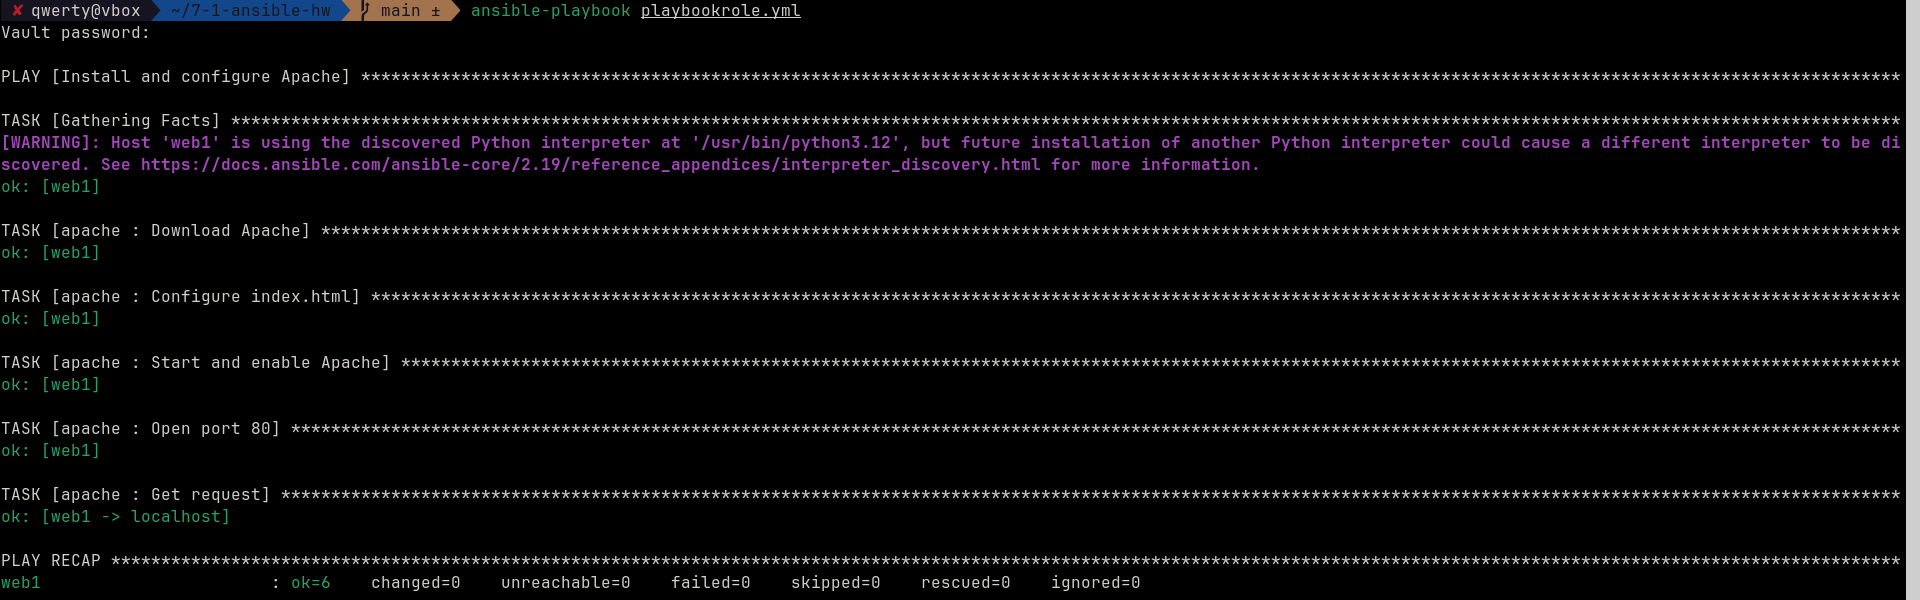 ✘ qwerty@vbox ~/7-1-ansible-hw main ± ansible-playbook playbookrole.yml
Vault password:
PLAY [Install and configure Apache] **********************************************************************************************************************************************************
TASK [Gathering Facts] ***********************************************************************************************************************************************************************
[WARNING]: Host 'web1' is using the discovered Python interpreter at '/usr/bin/python3.12', but future installation of another Python interpreter could cause a different interpreter to be di
scovered. See https://docs.ansible.com/ansible-core/2.19/reference_appendices/interpreter_discovery.html for more information.
ok: [web1]
TASK [apache : Download Apache] **************************************************************************************************************************************************************
ok: [web1]
TASK [apache : Configure index.html] *********************************************************************************************************************************************************
ok: [web1]
TASK [apache : Start and enable Apache] ******************************************************************************************************************************************************
ok: [web1]
TASK [apache : Open port 80] *****************************************************************************************************************************************************************
ok: [web1]
TASK [apache : Get request] ******************************************************************************************************************************************************************
ok: [web1 -> localhost]
PLAY RECAP ***********************************************************************************************************************************************************************************
web1                       : ok=6    changed=0    unreachable=0    failed=0    skipped=0    rescued=0    ignored=0